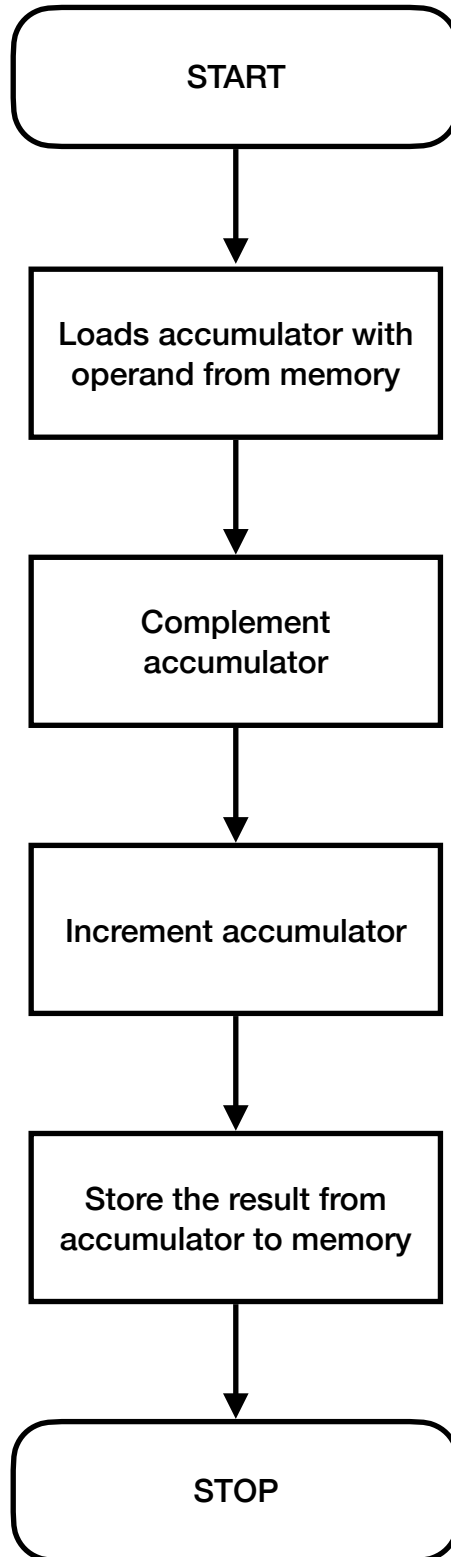 START
Loads accumulator with
operand from memory
Complement
accumulator
Increment accumulator
Store the result from
accumulator to memory
STOP